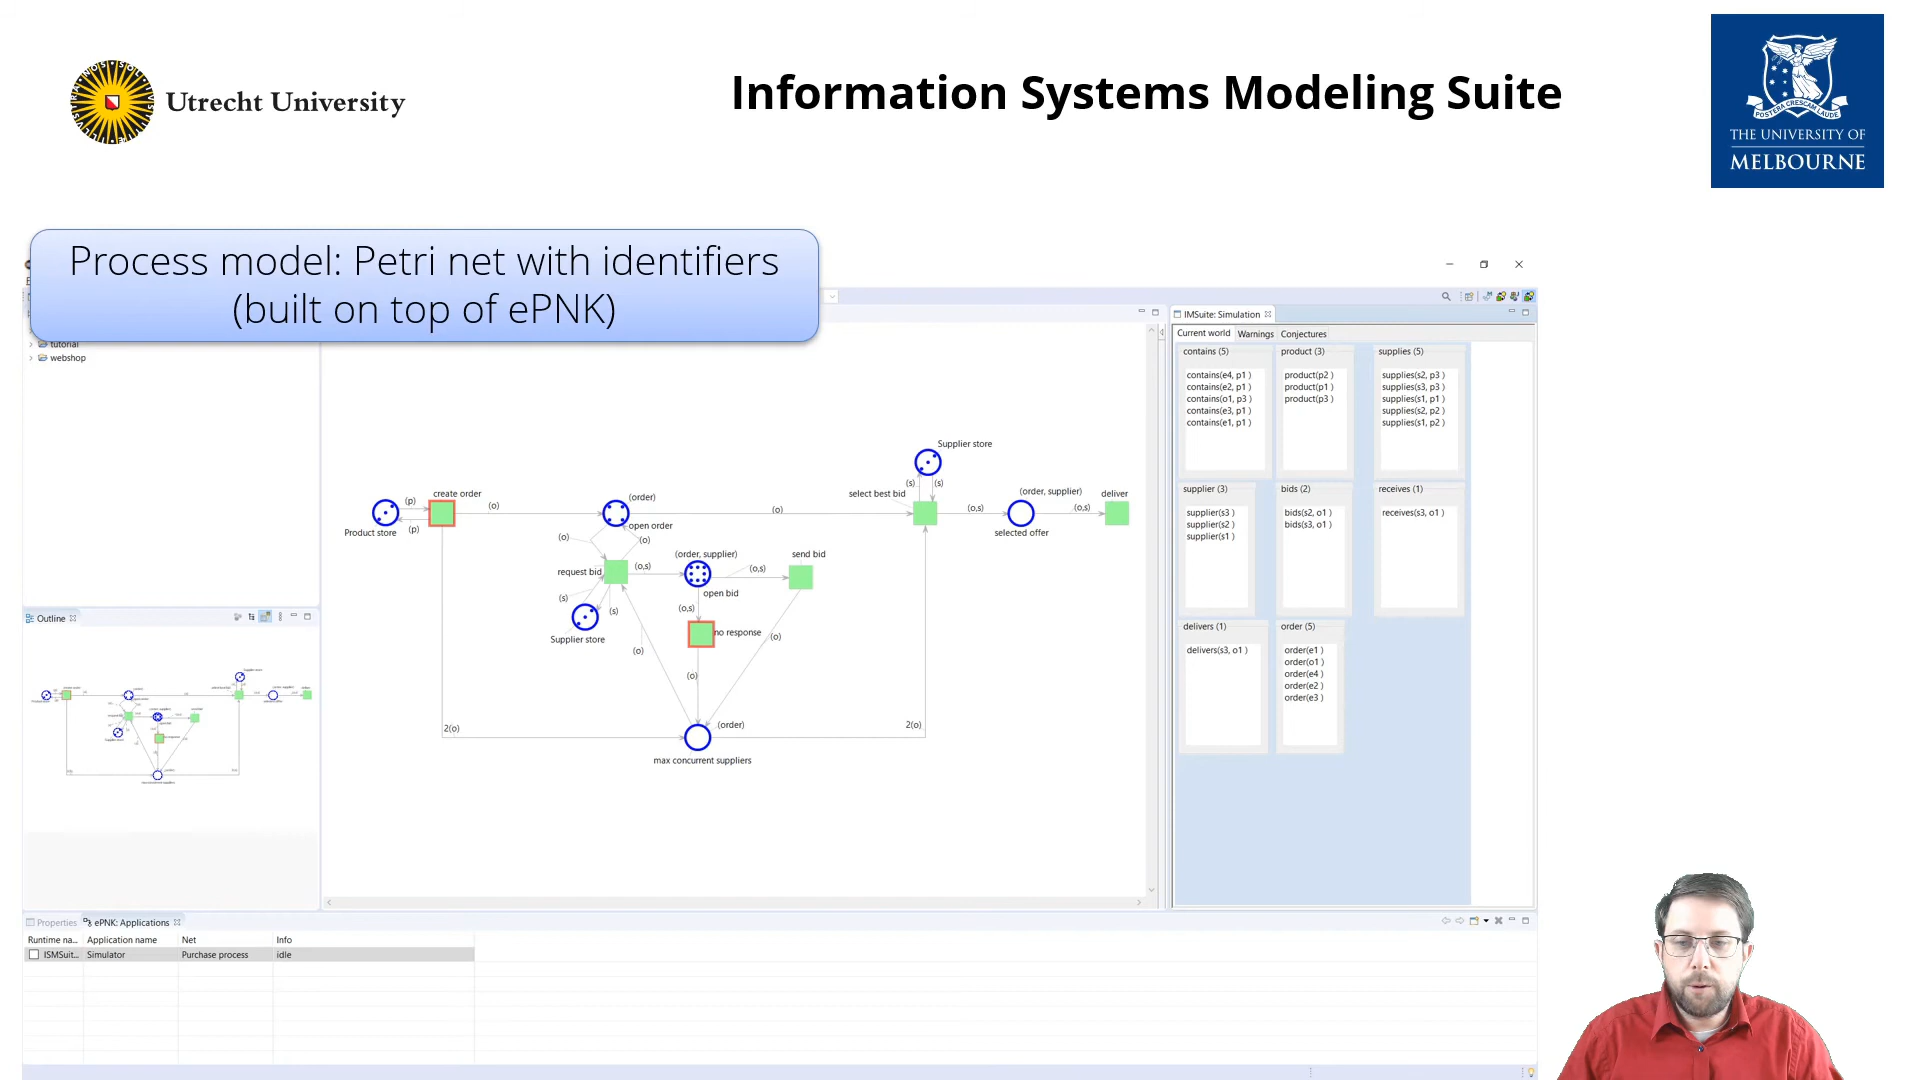 Utrecht University
Information Systems Modeling Suite
THE UNIVERSITY OF
MELBOURNE
POSTERA CRESCAM LAUDE
Process model: Petri net with identifiers
(built on top of ePNK)
tutorial
webshop
IMSuite: Simulation
Current world Warnings Conjectures
contains (5)
contains(e4, p1 )
contains(e2, p1 )
contains(o1, p3 )
contains(e3, p1 )
contains(e1, p1 )
product (3)
product(p2 )
product(p1 )
product(p3 )
supplies (5)
supplies(s2, p3 )
supplies(s3, p3 )
supplies(s1, p1 )
supplies(s2, p2 )
supplies(s1, p2 )
supplier (3)
supplier(s3 )
supplier(s2 )
supplier(s1 )
bids (2)
bids(s2, o1 )
bids(s3, o1 )
receives (1)
receives(s3, o1 )
delivers (1)
delivers(s3, o1 )
order (5)
order(e1 )
order(o1 )
order(e4 )
order(e2 )
order(e3 )
Supplier store
(s) (s)
create order
(p)
(p)
Product store
(o)
(order)
open order
(o)
select best bid
(o,s)
(order, supplier)
selected offer
(o,s)
deliver
(o)
(o)
request bid
(o,s)
(order, supplier)
open bid
(o,s)
send bid
(s)
(s)
Supplier store
(o,s)
no response
(o)
(o)
(o)
2(o)
(order)
2(o)
max concurrent suppliers
Outline
Properties ePNK: Applications
Runtime na... Application name Net Info
ISMSuit... Simulator Purchase process idle